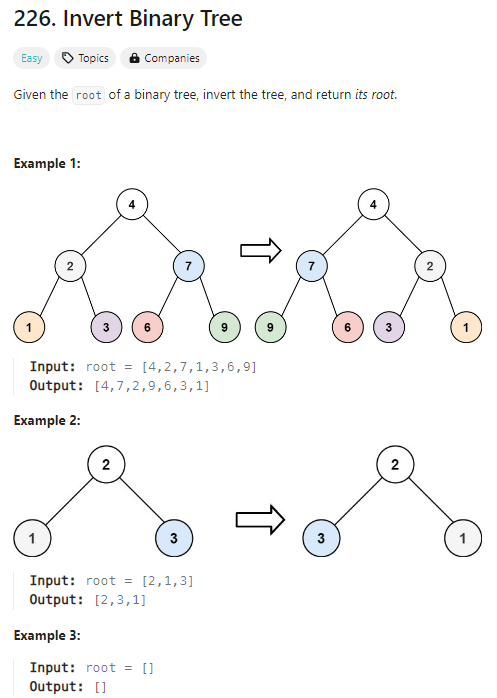 226. Invert Binary Tree
Easy Topics Companies
Given the root of a binary tree, invert the tree, and return its root.
Example 1:
4 4
2 7 7 2
1 3 6 9 9 6 3 1
Input: root = [4,2,7,1,3,6,9]
Output: [4,7,2,9,6,3,1]
Example 2:
2 2
1 3 3 1
Input: root = [2,1,3]
Output: [2,3,1]
Example 3:
Input: root = []
Output: []